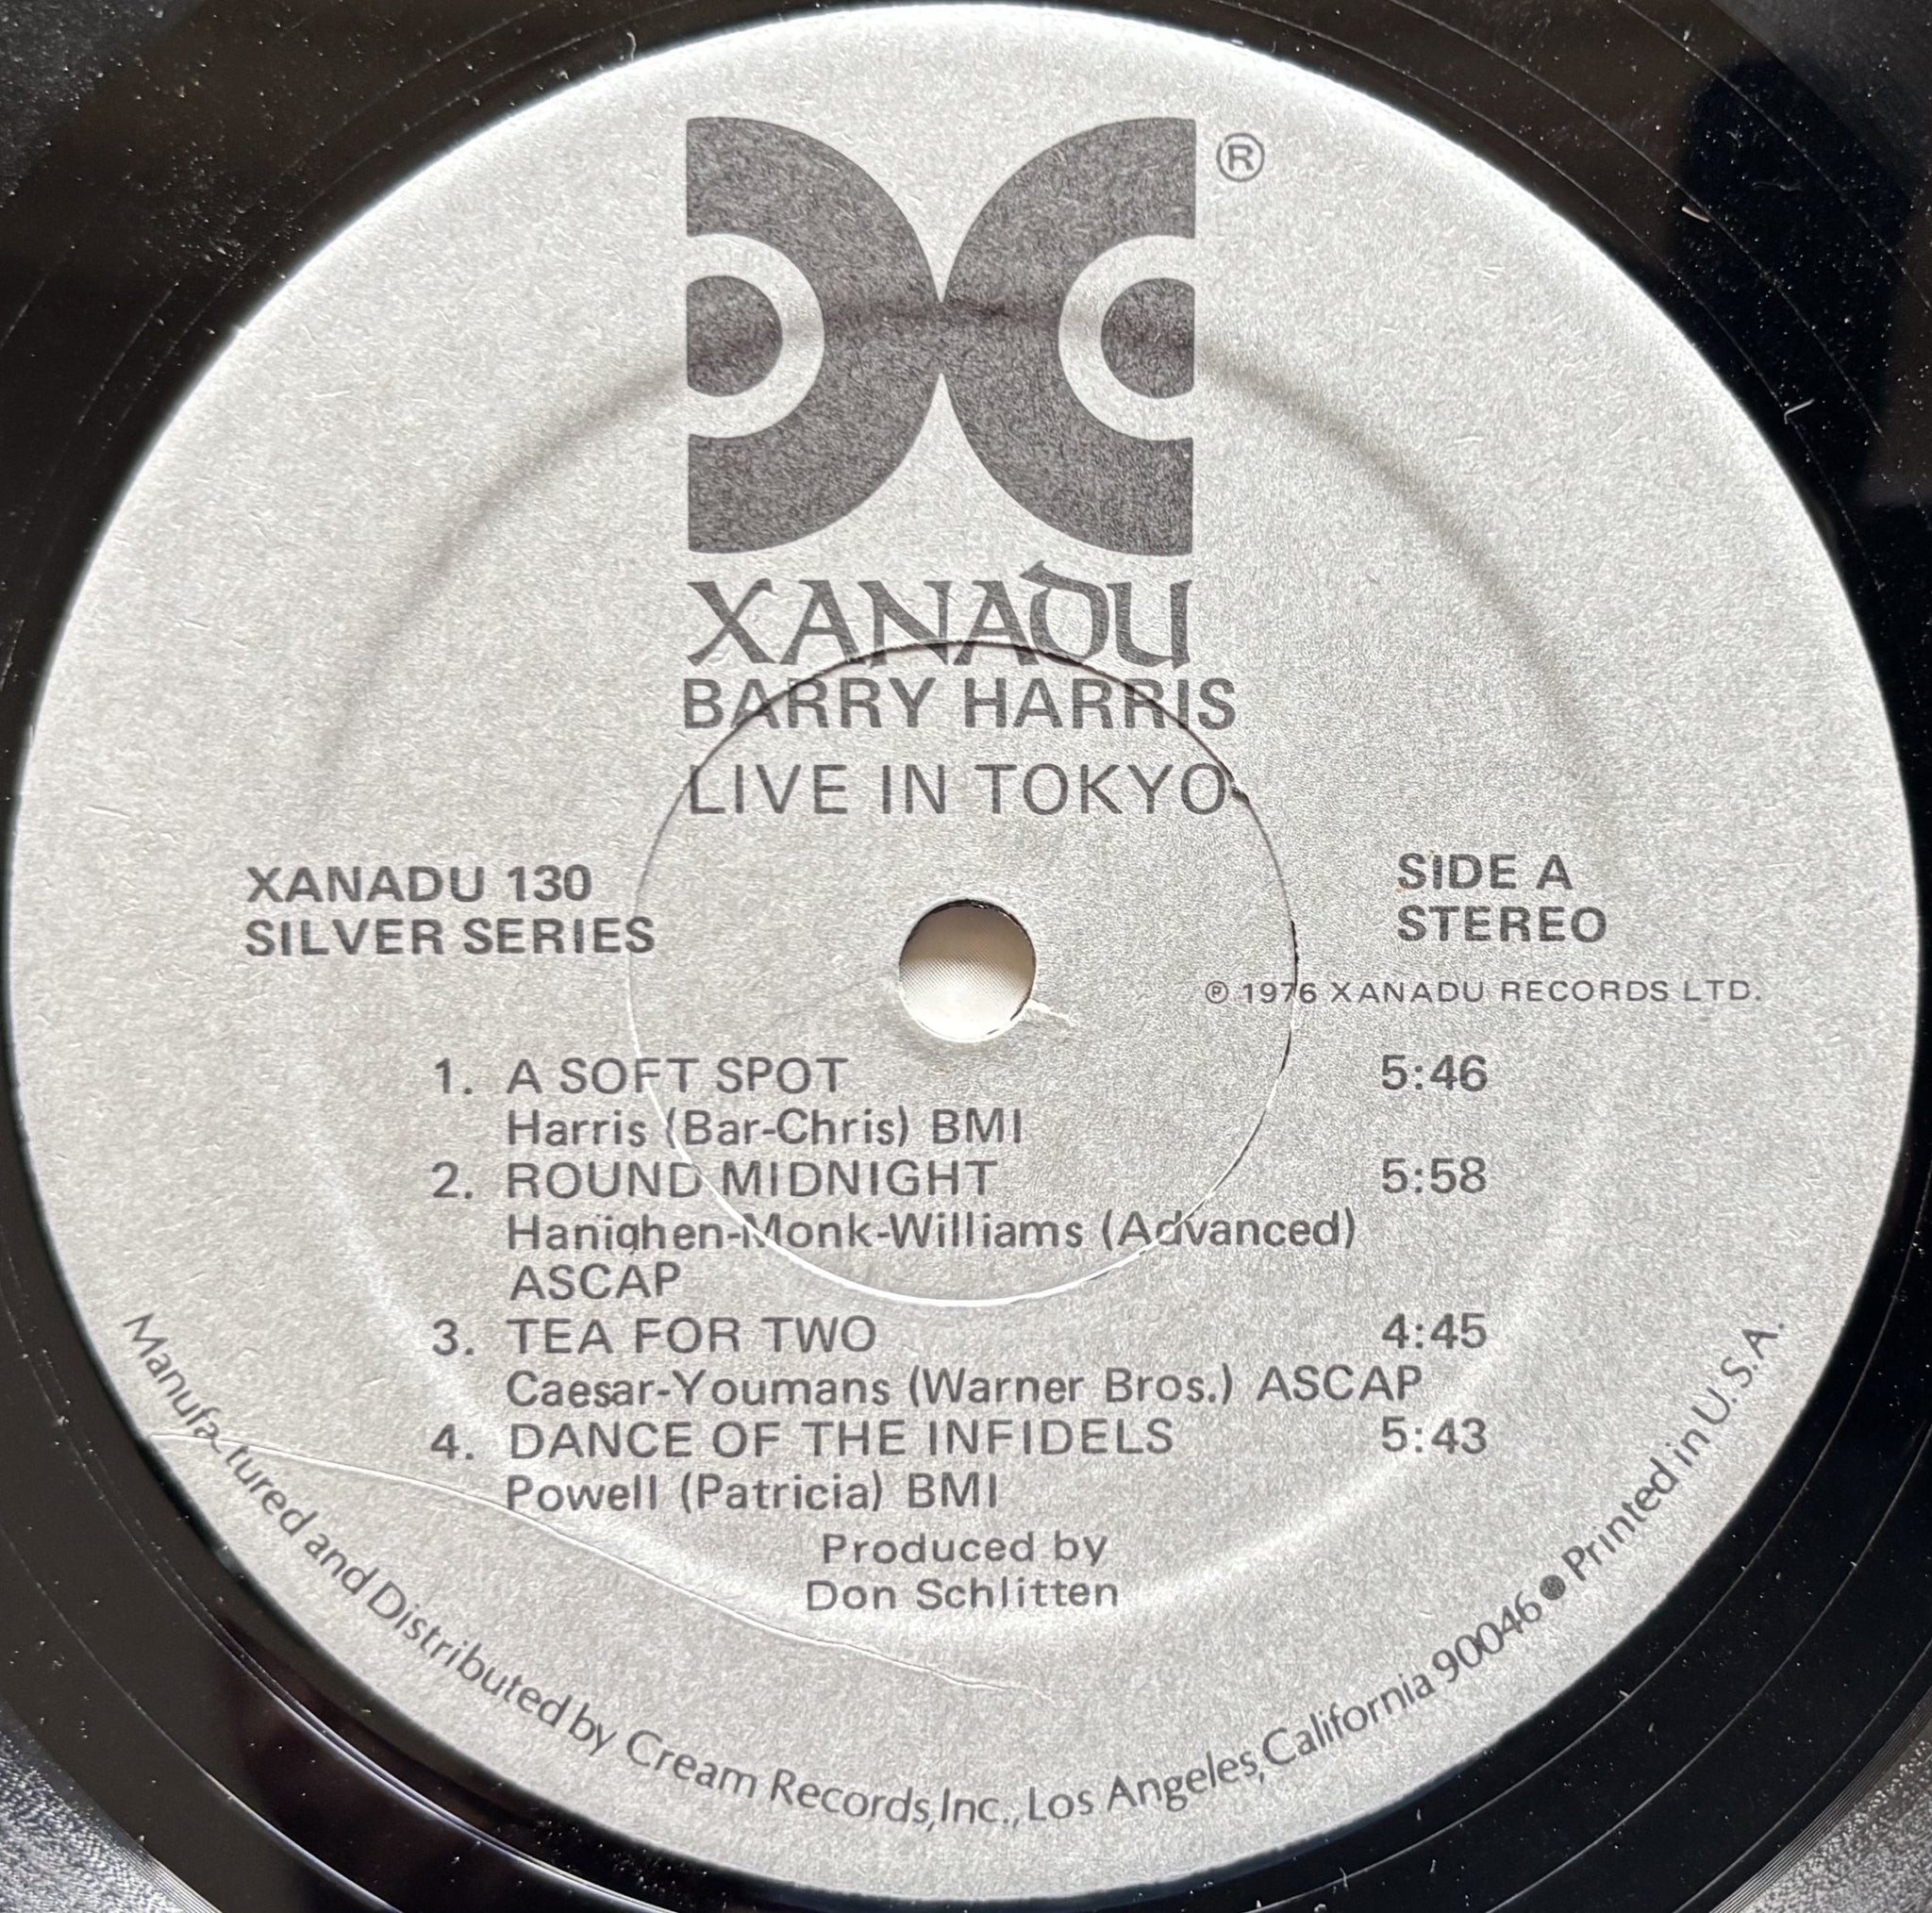 ®
XANADU
BARRY HARRIS
LIVE IN TOKYO
XANADU 130
SILVER SERIES
SIDE A
STEREO
℗ 1976 XANADU RECORDS LTD.
1. A SOFT SPOT 5:46
Harris (Bar-Chris) BMI
2. ROUND MIDNIGHT 5:58
Hanighen-Monk-Williams (Advanced)
ASCAP
3. TEA FOR TWO 4:45
Caesar-Youmans (Warner Bros.) ASCAP
4. DANCE OF THE INFIDELS 5:43
Powell (Patricia) BMI
Produced by
Don Schlitten
Manufactured and Distributed by Cream Records, Inc., Los Angeles, California 90046 ● Printed in U.S.A.